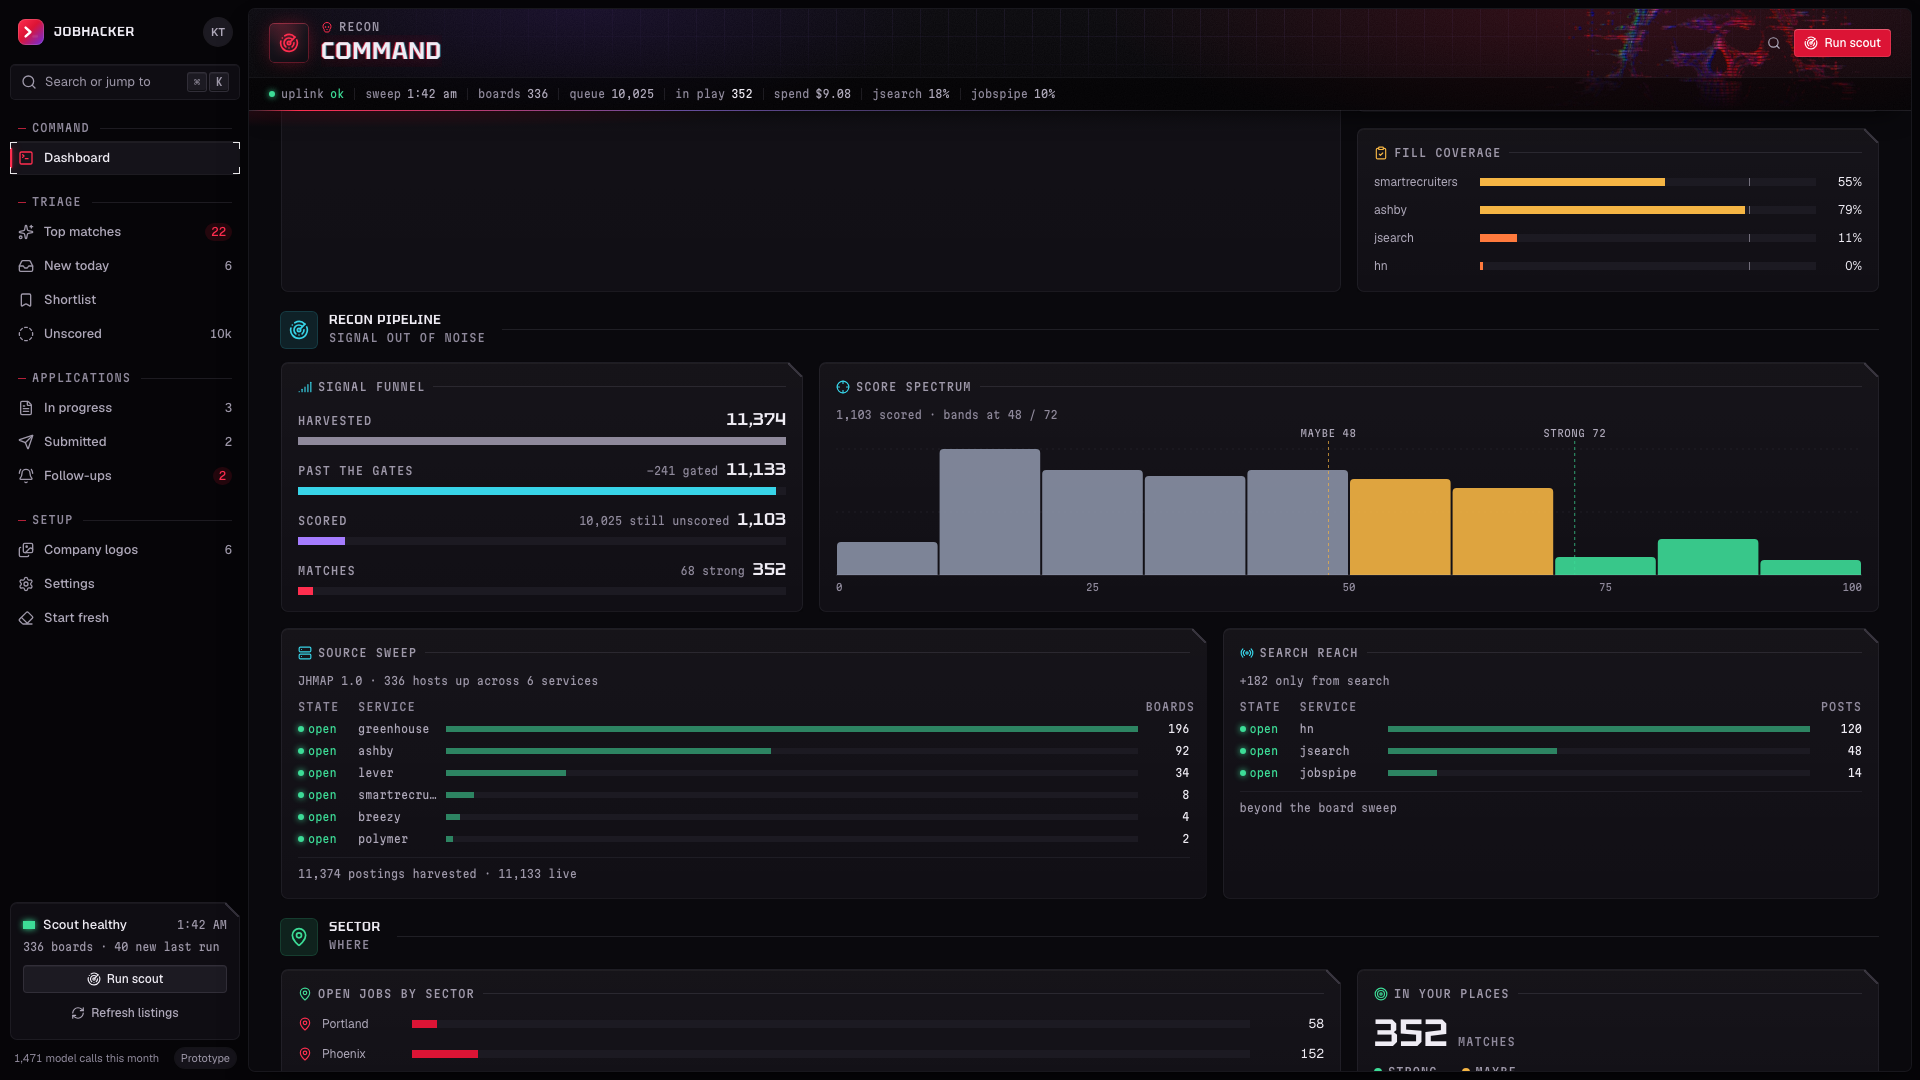 JOBHACKER
KT
Search or jump to
⌘ K
COMMAND
Dashboard
TRIAGE
Top matches 22
New today 6
Shortlist
Unscored 10k
APPLICATIONS
In progress 3
Submitted 2
Follow-ups 2
SETUP
Company logos 6
Settings
Start fresh
Scout healthy 1:42 AM
336 boards · 40 new last run
Run scout
Refresh listings
1,471 model calls this month Prototype
RECON
COMMAND
Run scout
uplink ok sweep 1:42 am boards 336 queue 10,025 in play 352 spend $9.08 jsearch 18% jobspipe 10%
FILL COVERAGE
smartrecruiters 55%
ashby 79%
jsearch 11%
hn 0%
RECON PIPELINE
SIGNAL OUT OF NOISE
SIGNAL FUNNEL
HARVESTED 11,374
PAST THE GATES −241 gated 11,133
SCORED 10,025 still unscored 1,103
MATCHES 68 strong 352
SCORE SPECTRUM
1,103 scored · bands at 48 / 72
MAYBE 48 STRONG 72
0 25 50 75 100
SOURCE SWEEP
JHMAP 1.0 · 336 hosts up across 6 services
STATE SERVICE BOARDS
open greenhouse 196
open ashby 92
open lever 34
open smartrecru… 8
open breezy 4
open polymer 2
11,374 postings harvested · 11,133 live
SEARCH REACH
+182 only from search
STATE SERVICE POSTS
open hn 120
open jsearch 48
open jobspipe 14
beyond the board sweep
SECTOR
WHERE
OPEN JOBS BY SECTOR
Portland 58
Phoenix 152
IN YOUR PLACES
352 MATCHES
STRONG MAYBE